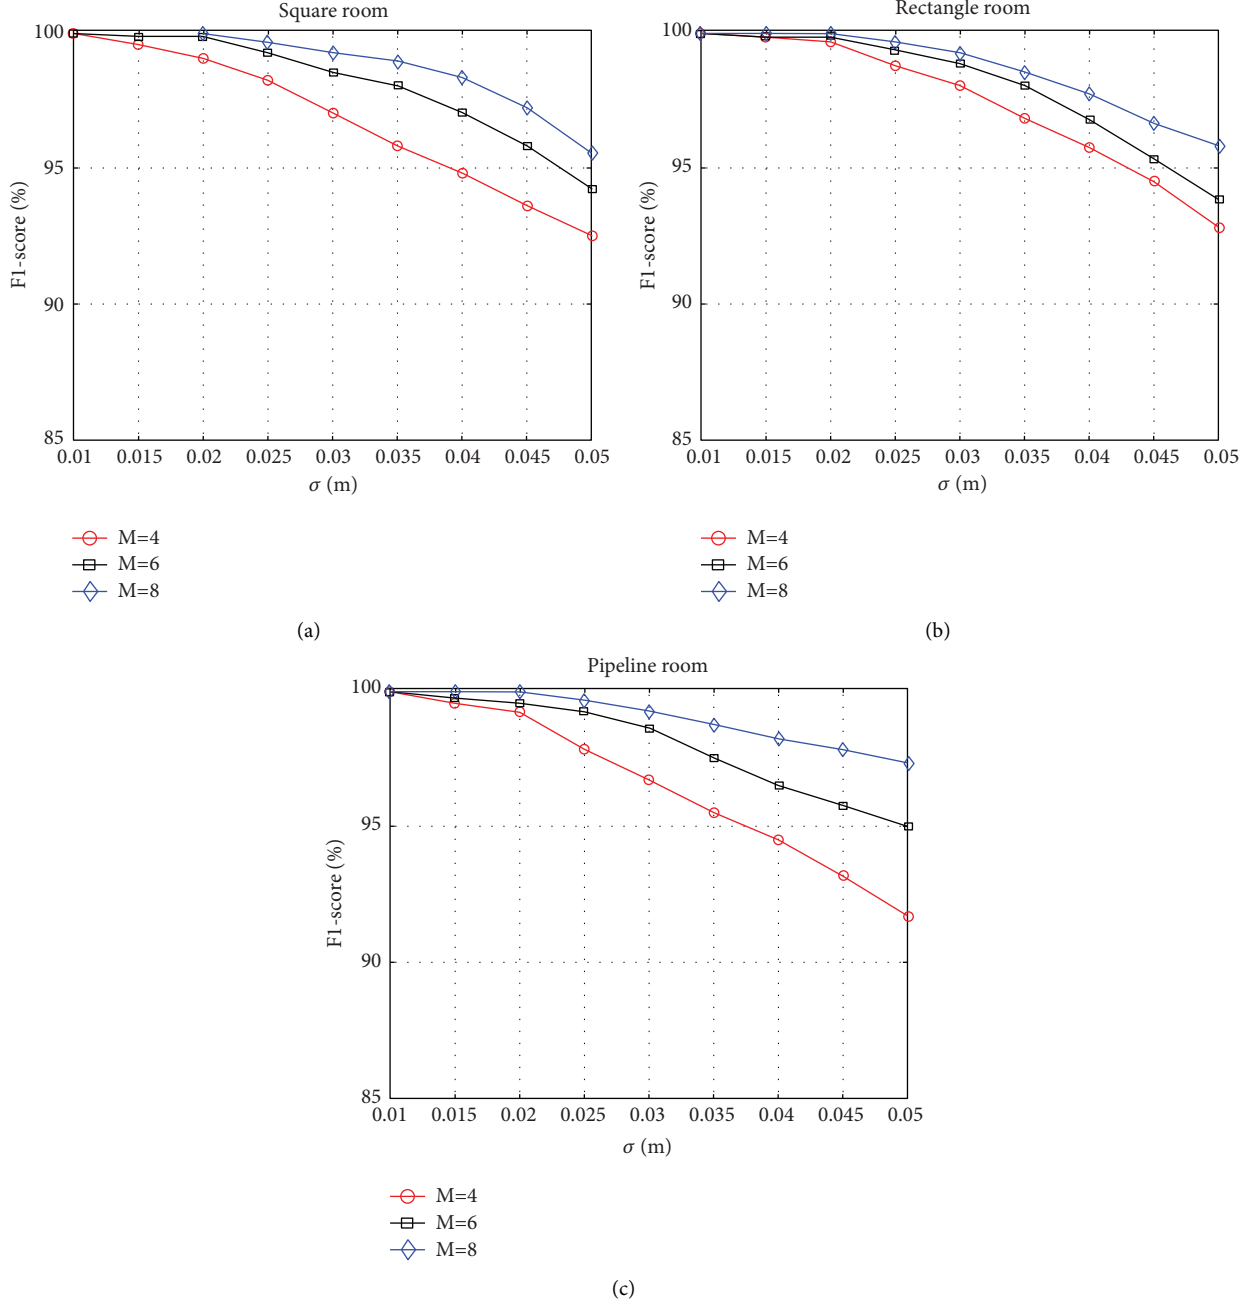 Square room
100
95
90
85
F1-score (%)
0.01 0.015 0.02 0.025 0.03 0.035 0.04 0.045 0.05
σ (m)
M=4
M=6
M=8
(a)
Rectangle room
100
95
90
85
F1-score (%)
0.01 0.015 0.02 0.025 0.03 0.035 0.04 0.045 0.05
σ (m)
M=4
M=6
M=8
(b)
Pipeline room
100
95
90
85
F1-score (%)
0.01 0.015 0.02 0.025 0.03 0.035 0.04 0.045 0.05
σ (m)
M=4
M=6
M=8
(c)